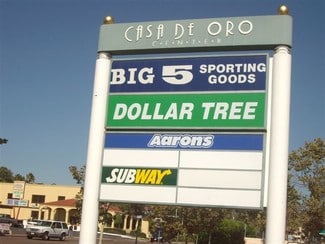 CASA DE ORO
CENTER
BIG 5 SPORTING
GOODS
DOLLAR TREE
Aarons
SUBWAY